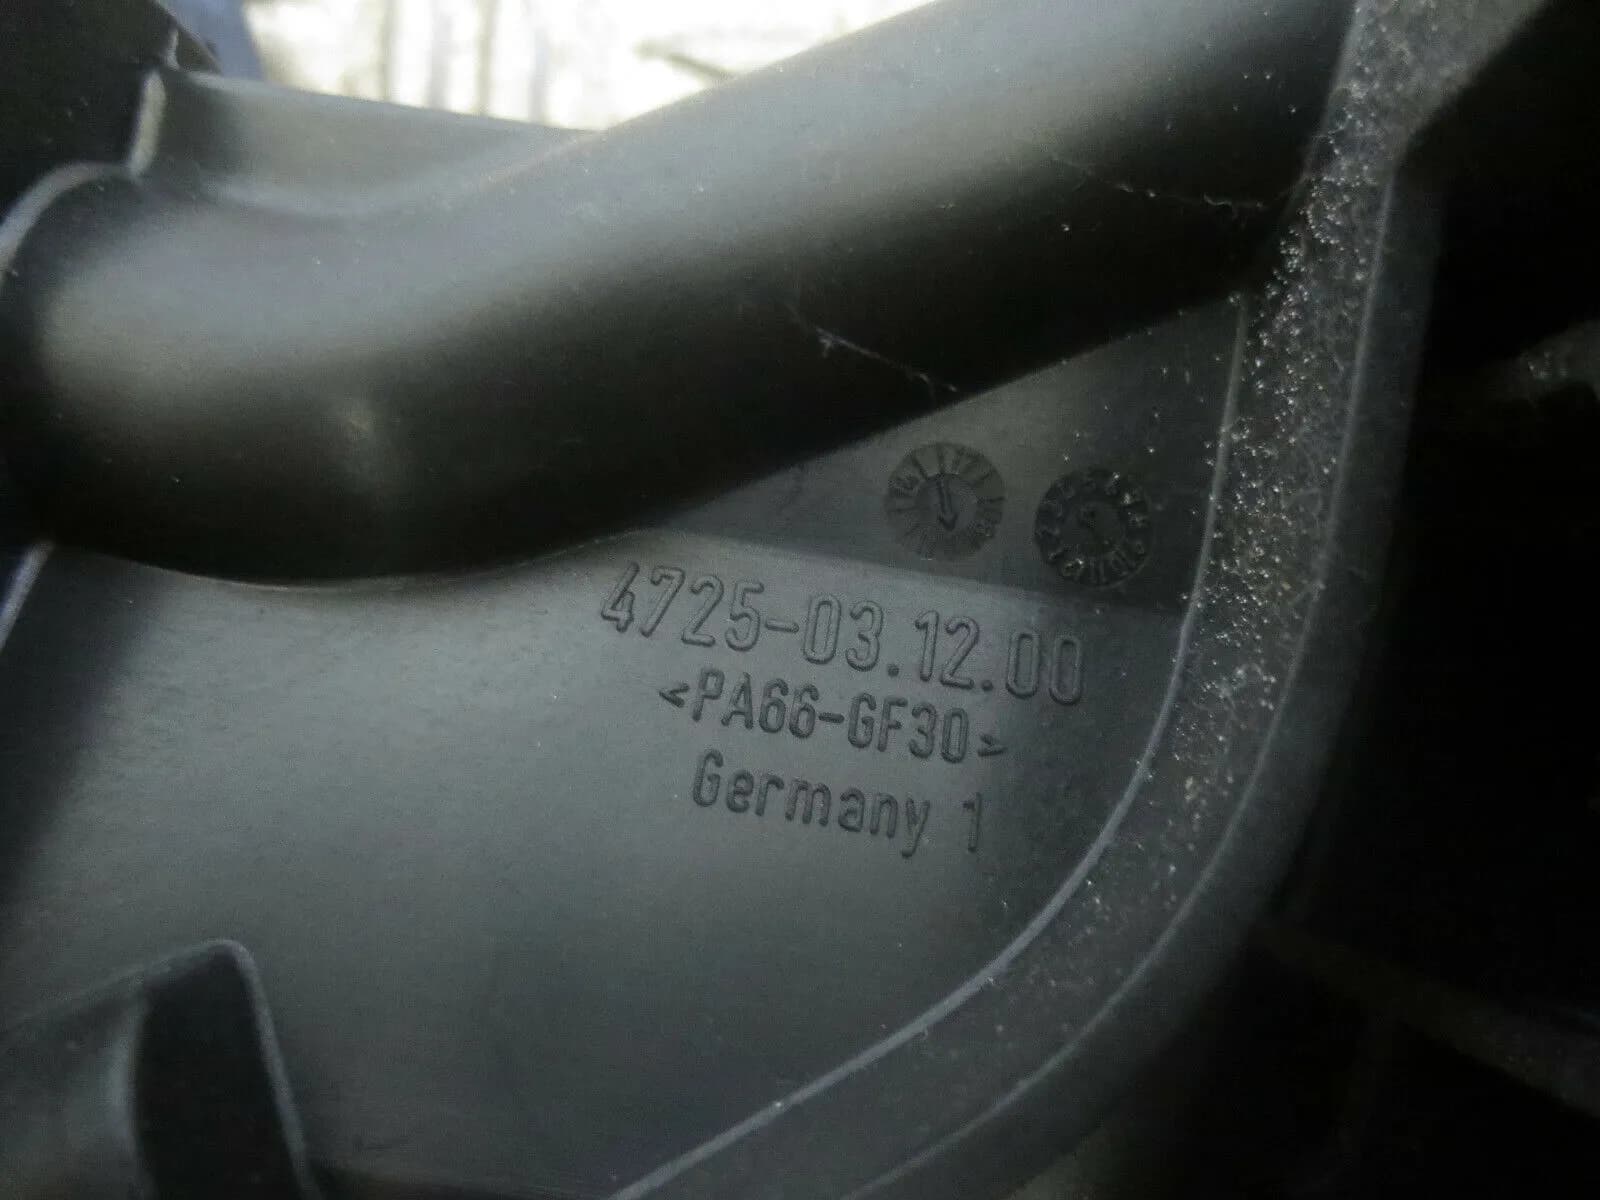 4725-03.12.00
<PA66-GF30>
Germany 1